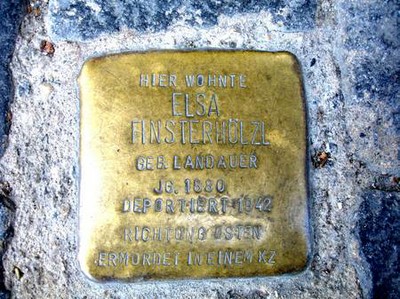 HIER WOHNTE
ELSA
FINSTERHÖLZL
GEB. LANDAUER
JG. 1880
DEPORTIERT 1942
RICHTUNG OSTEN
ERMORDET IN EINEM KZ